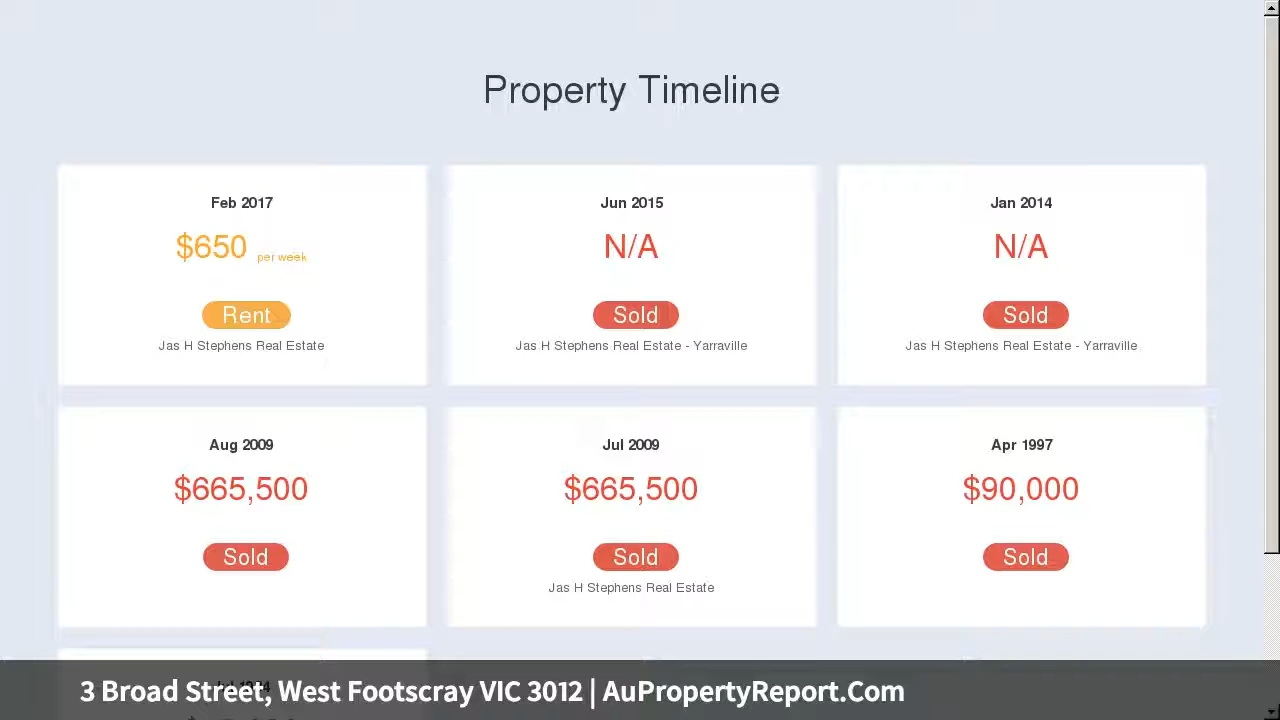 Property Timeline
Feb 2017
$650 per week
Rent
Jas H Stephens Real Estate
Jun 2015
N/A
Sold
Jas H Stephens Real Estate - Yarraville
Jan 2014
N/A
Sold
Jas H Stephens Real Estate - Yarraville
Aug 2009
$665,500
Sold
Jul 2009
$665,500
Sold
Jas H Stephens Real Estate
Apr 1997
$90,000
Sold
3 Broad Street, West Footscray VIC 3012 | AuPropertyReport.Com